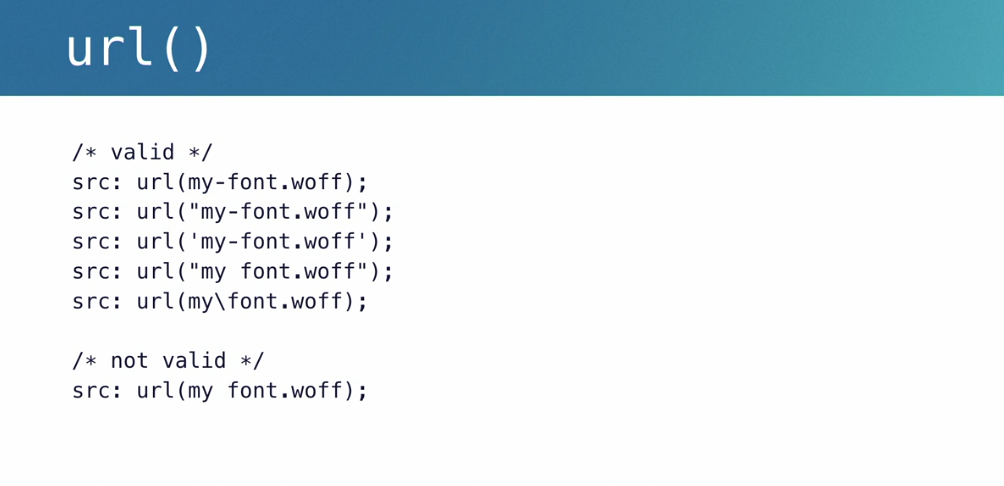 url()
/* valid */
src: url(my-font.woff);
src: url("my-font.woff");
src: url('my-font.woff');
src: url("my font.woff");
src: url(my\font.woff);
/* not valid */
src: url(my font.woff);